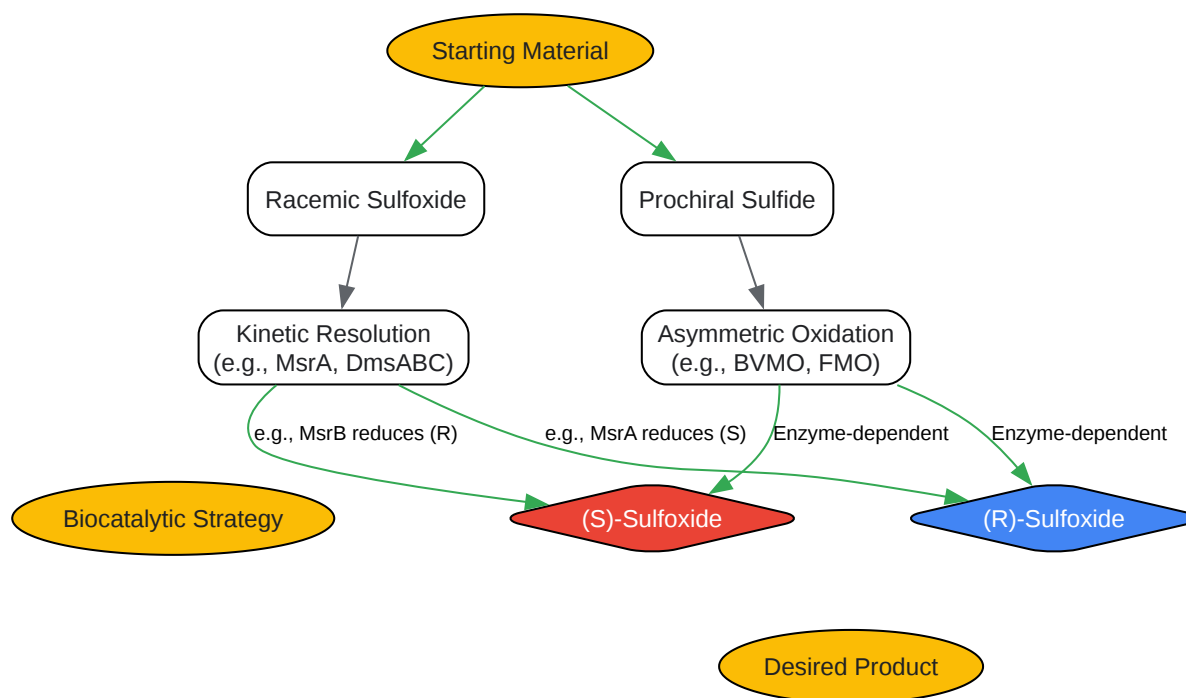 Starting Material
Racemic Sulfoxide
Prochiral Sulfide
Kinetic Resolution
(e.g., MsrA, DmsABC)
Asymmetric Oxidation
(e.g., BVMO, FMO)
e.g., MsrB reduces (R)
e.g., MsrA reduces (S)
Enzyme-dependent
Enzyme-dependent
Biocatalytic Strategy
(S)-Sulfoxide
(R)-Sulfoxide
Desired Product